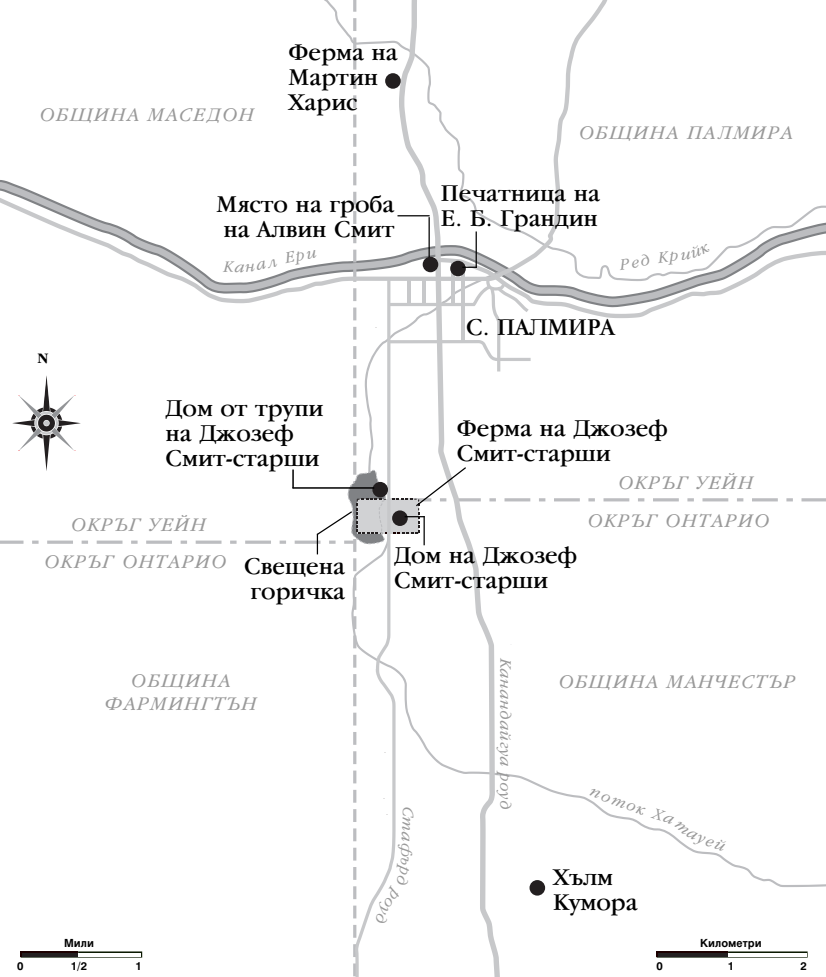 Ферма на
Мартин
Харис
ОБЩИНА МАСЕДОН
ОБЩИНА ПАЛМИРА
Печатница на
Е. Б. Грандин
Място на гроба
на Алвин Смит
Канал Ери
Ред Крийк
С. ПАЛМИРА
N
Дом от трупи
на Джозеф
Смит-старши
Ферма на Джозеф
Смит-старши
ОКРЪГ УЕЙН
ОКРЪГ ОНТАРИО
ОКРЪГ УЕЙН
ОКРЪГ ОНТАРИО
Свещена
горичка
Дом на Джозеф
Смит-старши
ОБЩИНА
ФАРМИНГТЪН
ОБЩИНА МАНЧЕСТЪР
Канандайгуа роуд
поток Хатауей
Стафърд роуд
Хълм
Кумора
Мили
0 1/2 1
Километри
0 1 2